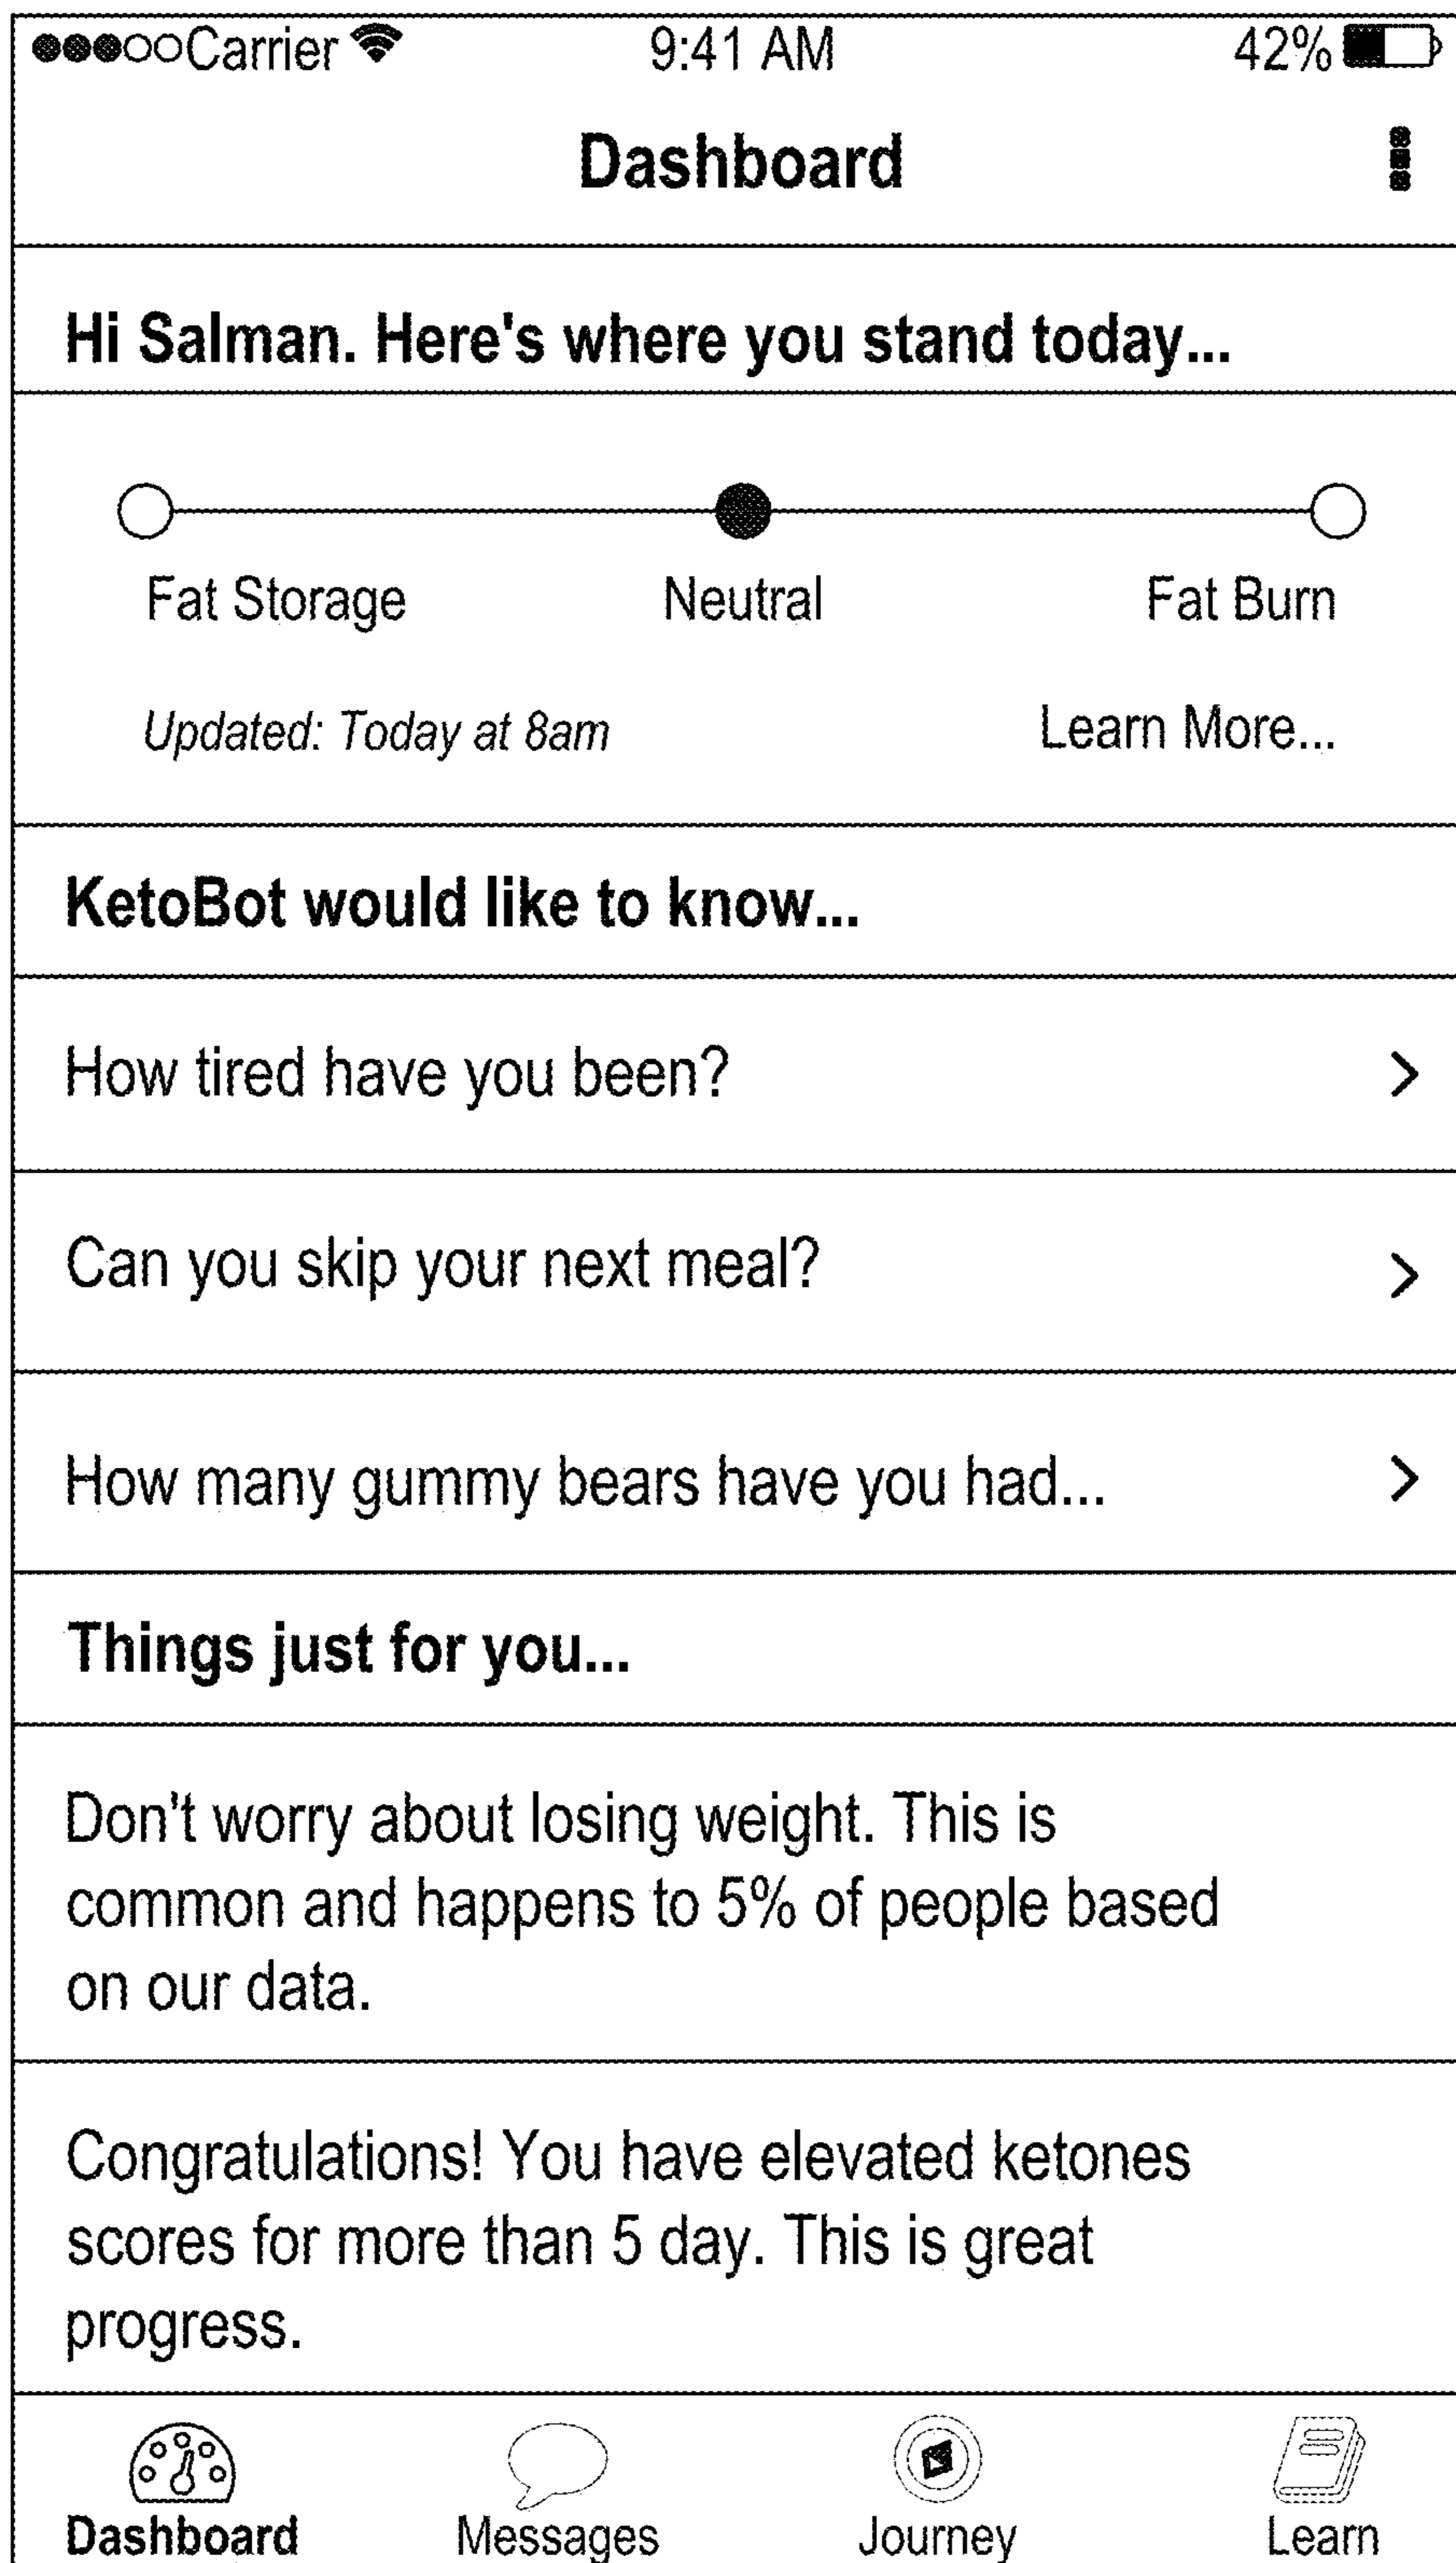 Carrier 9:41 AM 42%
Dashboard
Hi Salman. Here's where you stand today...
Fat Storage Neutral Fat Burn
Updated: Today at 8am Learn More...
KetoBot would like to know...
How tired have you been? >
Can you skip your next meal? >
How many gummy bears have you had... >
Things just for you...
Don't worry about losing weight. This is
common and happens to 5% of people based
on our data.
Congratulations! You have elevated ketones
scores for more than 5 day. This is great
progress.
Dashboard Messages Journey Learn